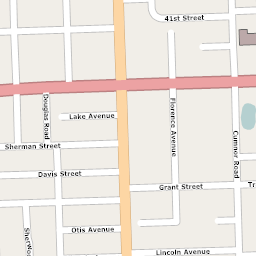 41st Street
Douglas Road
Lake Avenue
Florence Avenue
Cumnor Road
Sherman Street
Davis Street
Grant Street
Otis Avenue
Lincoln Avenue